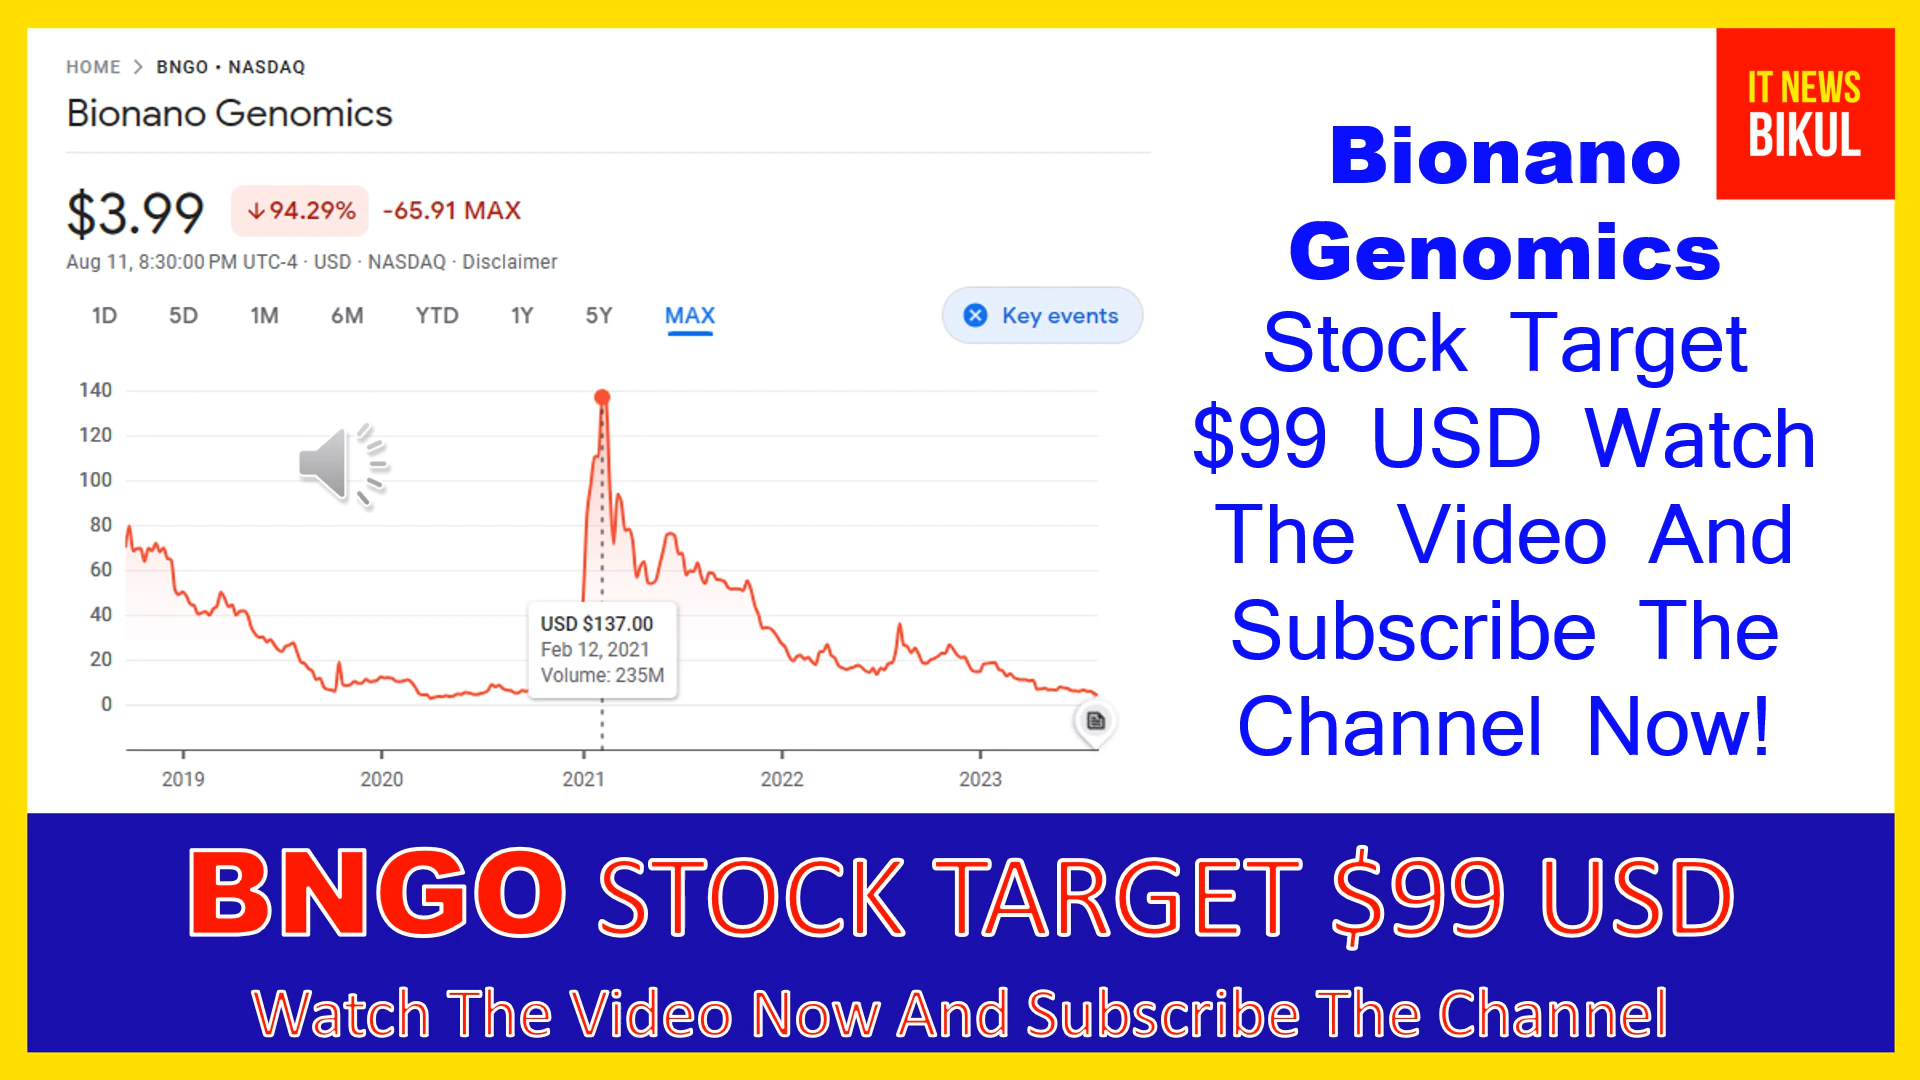 HOME > BNGO • NASDAQ
Bionano Genomics
$3.99 ↓94.29% -65.91 MAX
Aug 11, 8:30:00 PM UTC-4 · USD · NASDAQ · Disclaimer
1D 5D 1M 6M YTD 1Y 5Y MAX
Key events
140
120
100
80
60
40
20
0
USD $137.00
Feb 12, 2021
Volume: 235M
2019 2020 2021 2022 2023
IT NEWS
BIKUL
Bionano
Genomics
Stock Target
$99 USD Watch
The Video And
Subscribe The
Channel Now!
BNGO STOCK TARGET $99 USD
Watch The Video Now And Subscribe The Channel